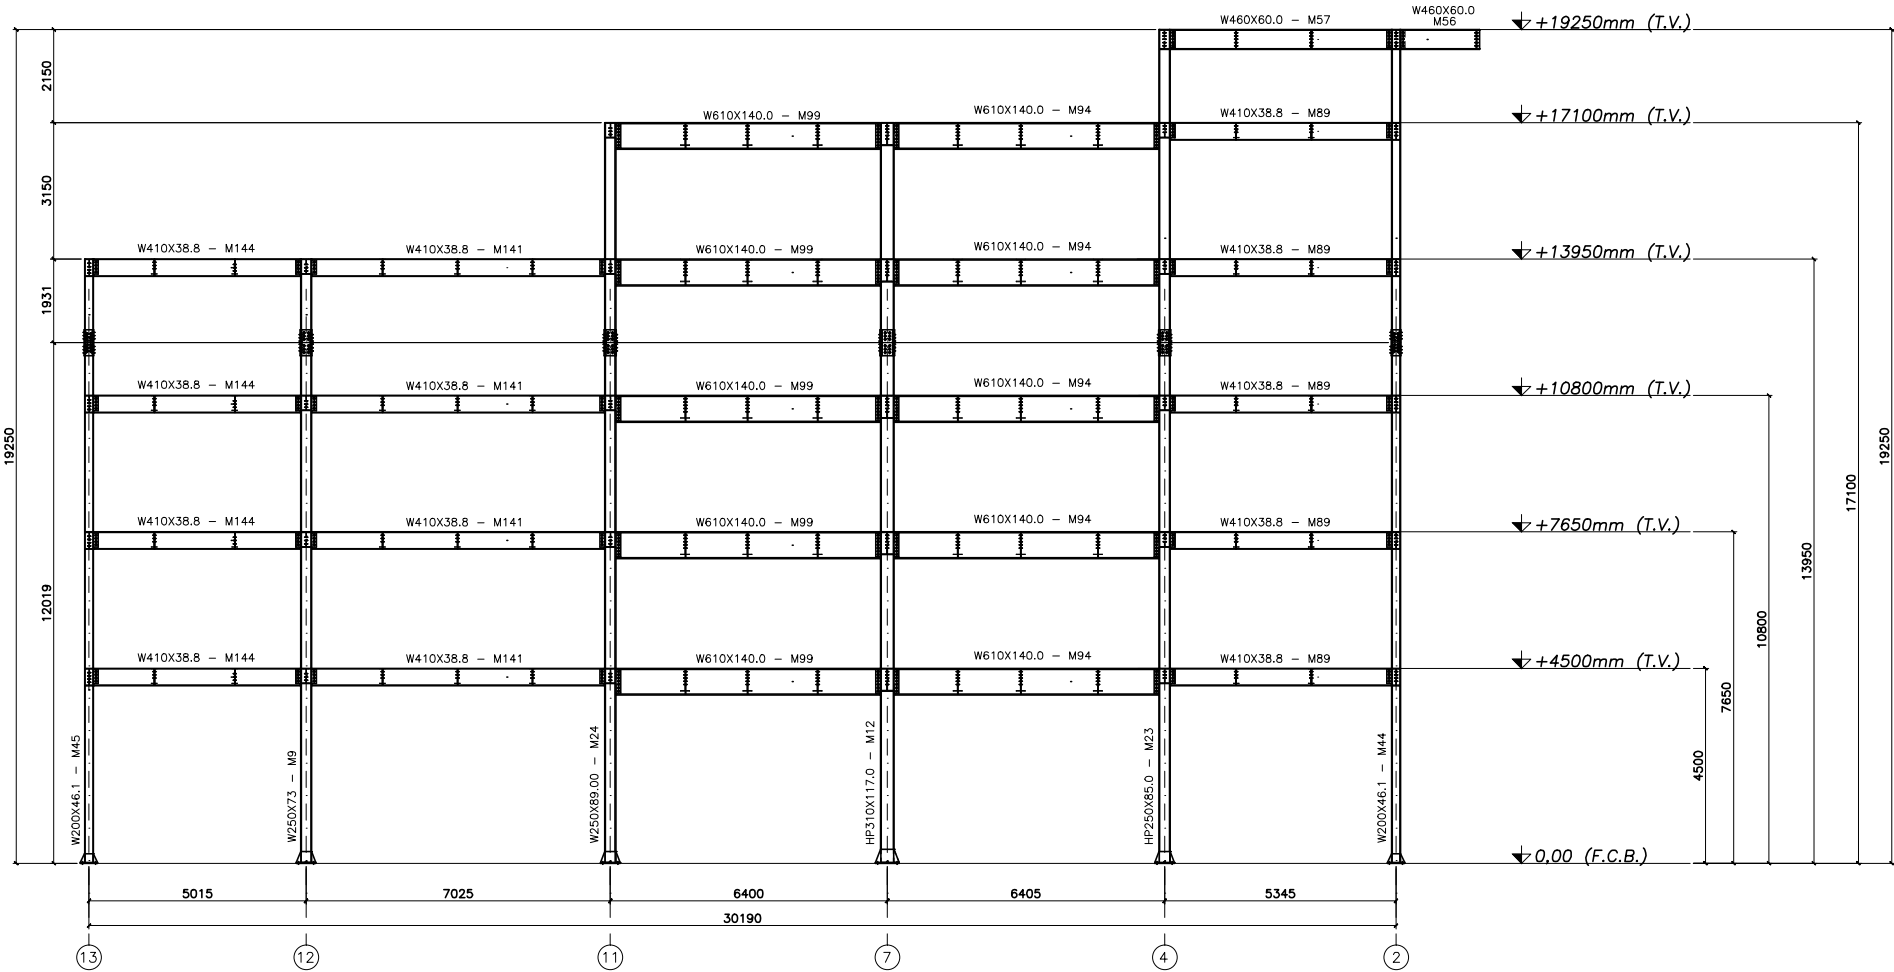 W460X60.0 - M57
W460X60.0
M56
+19250mm (T.V.)
2150
W610X140.0 - M99
W610X140.0 - M94
W410X38.8 - M89
+17100mm (T.V.)
3150
W410X38.8 - M144
W410X38.8 - M141
W610X140.0 - M99
W610X140.0 - M94
W410X38.8 - M89
+13950mm (T.V.)
1931
W410X38.8 - M144
W410X38.8 - M141
W610X140.0 - M99
W610X140.0 - M94
W410X38.8 - M89
+10800mm (T.V.)
19250
19250
17100
W410X38.8 - M144
W410X38.8 - M141
W610X140.0 - M99
W610X140.0 - M94
W410X38.8 - M89
+7650mm (T.V.)
13950
12019
10800
W410X38.8 - M144
W410X38.8 - M141
W610X140.0 - M99
W610X140.0 - M94
W410X38.8 - M89
+4500mm (T.V.)
7650
4500
W200X46.1 - M45
W250X73 - M9
W250X89.00 - M24
HP310X117.0 - M12
HP250X85.0 - M23
W200X46.1 - M44
0,00 (F.C.B.)
5015
7025
6400
6405
5345
30190
13
12
11
7
4
2